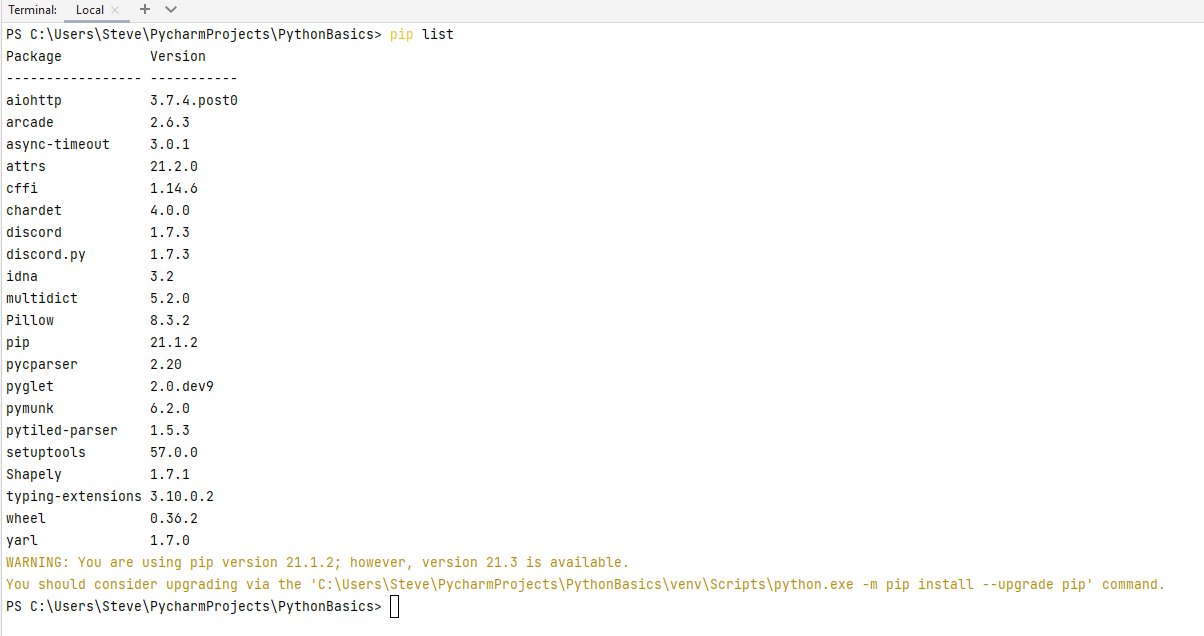 Terminal: Local × + 
PS C:\Users\Steve\PycharmProjects\PythonBasics> pip list
Package           Version
----------------- -----------
aiohttp           3.7.4.post0
arcade            2.6.3
async-timeout     3.0.1
attrs             21.2.0
cffi              1.14.6
chardet           4.0.0
discord           1.7.3
discord.py        1.7.3
idna              3.2
multidict         5.2.0
Pillow            8.3.2
pip               21.1.2
pycparser         2.20
pyglet            2.0.dev9
pymunk            6.2.0
pytiled-parser    1.5.3
setuptools        57.0.0
Shapely           1.7.1
typing-extensions 3.10.0.2
wheel             0.36.2
yarl              1.7.0
WARNING: You are using pip version 21.1.2; however, version 21.3 is available.
You should consider upgrading via the 'C:\Users\Steve\PycharmProjects\PythonBasics\venv\Scripts\python.exe -m pip install --upgrade pip' command.
PS C:\Users\Steve\PycharmProjects\PythonBasics>